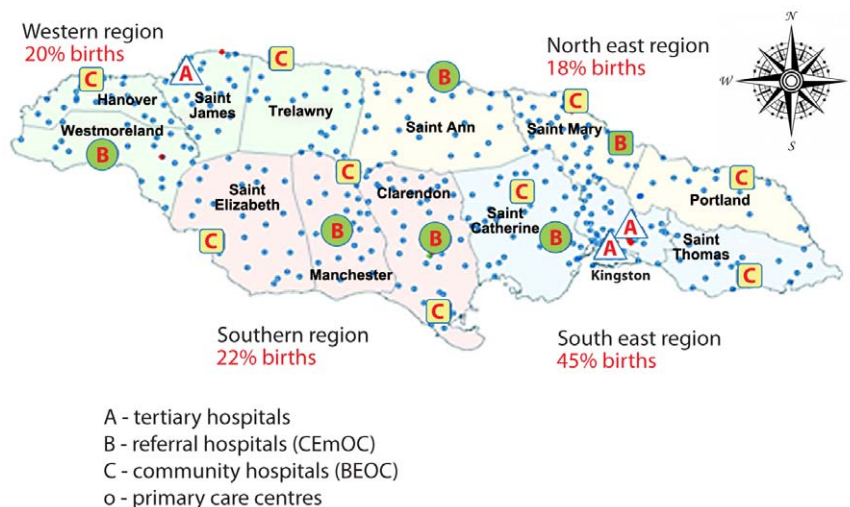 Western region
20% births
North east region
18% births
N
W
S
A
C
C
B
C
Hanover
Saint
James
Trelawny
Saint Ann
Saint Mary
Westmoreland
B
B
C
C
Saint
Elizabeth
Clarendon
C
Portland
Saint
Catherine
A
B
B
B
A
Saint
Thomas
C
Manchester
Kingston
C
C
Southern region
22% births
South east region
45% births
A - tertiary hospitals
B - referral hospitals (CEmOC)
C - community hospitals (BEOC)
o - primary care centres